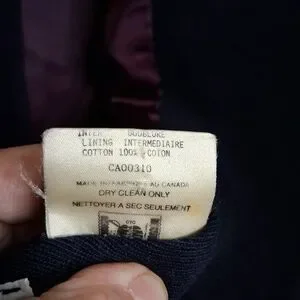 INTER DOUBLURE
LINING INTERMEDIAIRE
COTTON 100% COTON
CA00310
MADE IN CANADA
DRY CLEAN ONLY
NETTOYER A SEC SEULEMENT